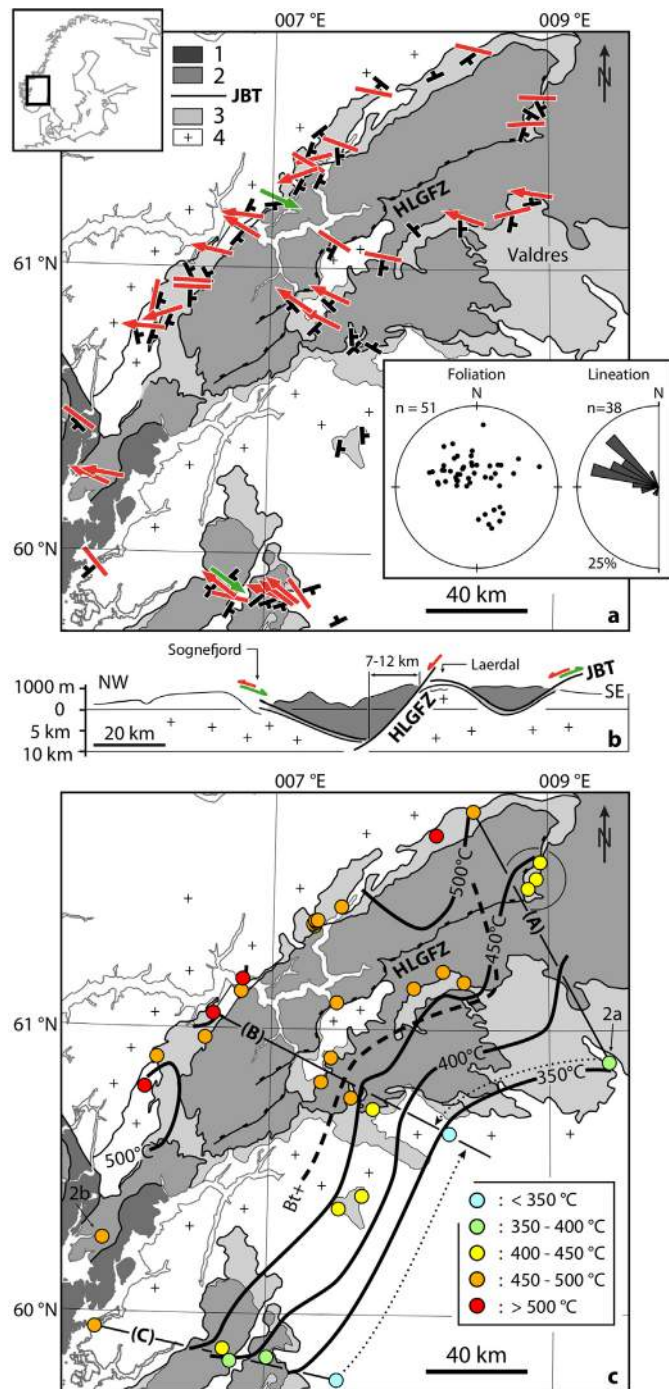 007 °E
009 °E
1
2
JBT
3
4
N
HLGFZ
61 °N
Valdres
Foliation
Lineation
N
N
n = 51
n=38
25%
60 °N
40 km
a
Sognefjord
7-12 km
Laerdal
JBT
1000 m
NW
SE
0
5 km
10 km
20 km
HLGFZ
b
007 °E
009 °E
N
500°C
450°C
(A)
HLGFZ
61 °N
(B)
2a
400°C
350°C
500°C
2b
Bt+
: < 350 °C
: 350 - 400 °C
: 400 - 450 °C
: 450 - 500 °C
: > 500 °C
60 °N
(C)
40 km
c